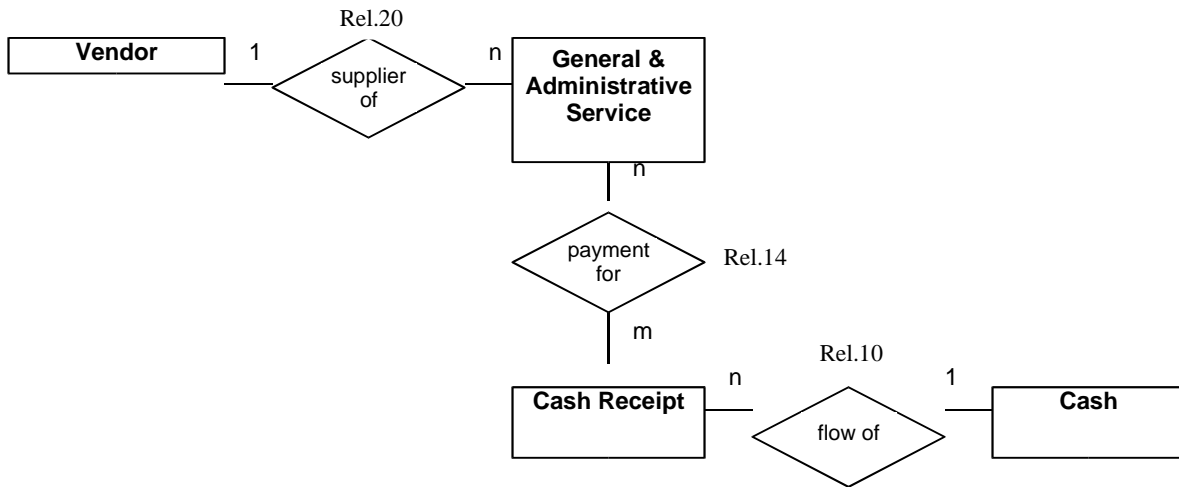 Rel.20
Vendor
1
supplier
of
n
General &
Administrative
Service
n
payment
for
Rel.14
m
Rel.10
Cash Receipt
n
flow of
1
Cash